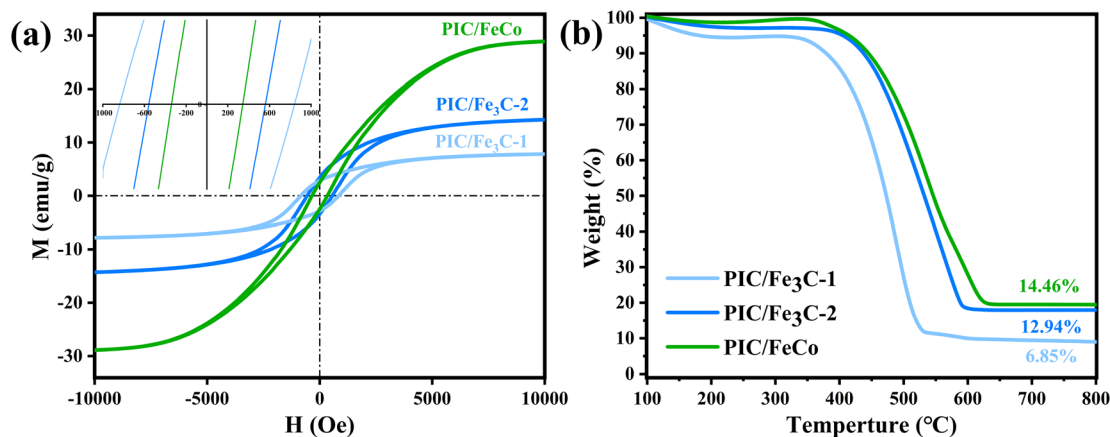 (a)
30
20
10
0
-10
-20
-30
M (emu/g)
-10000 -5000 0 5000 10000
H (Oe)
PIC/FeCo
PIC/Fe₃C-2
PIC/Fe₃C-1
1000 -600 -200 0 200 600 1000
(b)
100
90
80
70
60
50
40
30
20
10
0
Weight (%)
100 200 300 400 500 600 700 800
Temperture (℃)
PIC/Fe₃C-1
PIC/Fe₃C-2
PIC/FeCo
14.46%
12.94%
6.85%